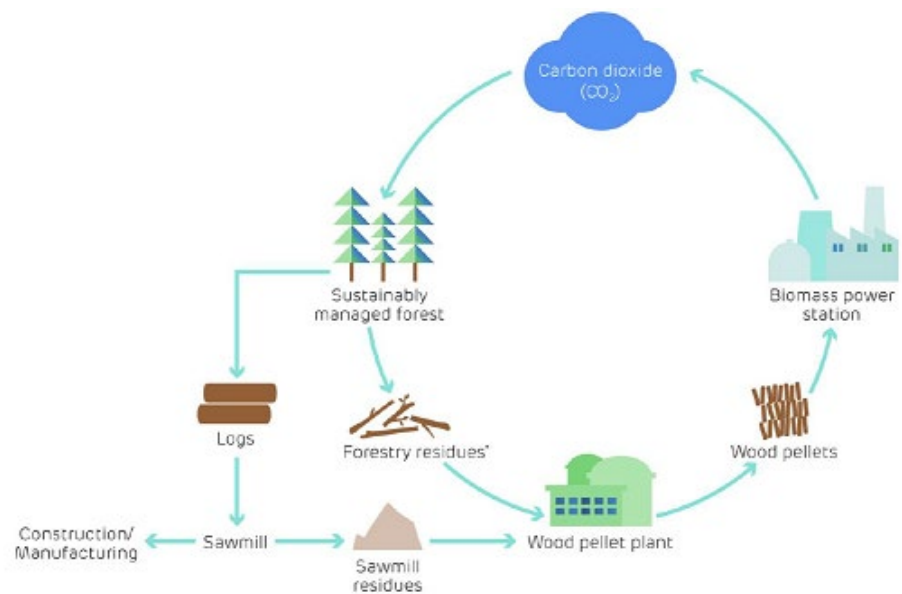 Carbon dioxide
(CO₂)
Sustainably
managed forest
Biomass power
station
Logs
Forestry residues*
Wood pellets
Construction/
Manufacturing
Sawmill
Sawmill
residues
Wood pellet plant